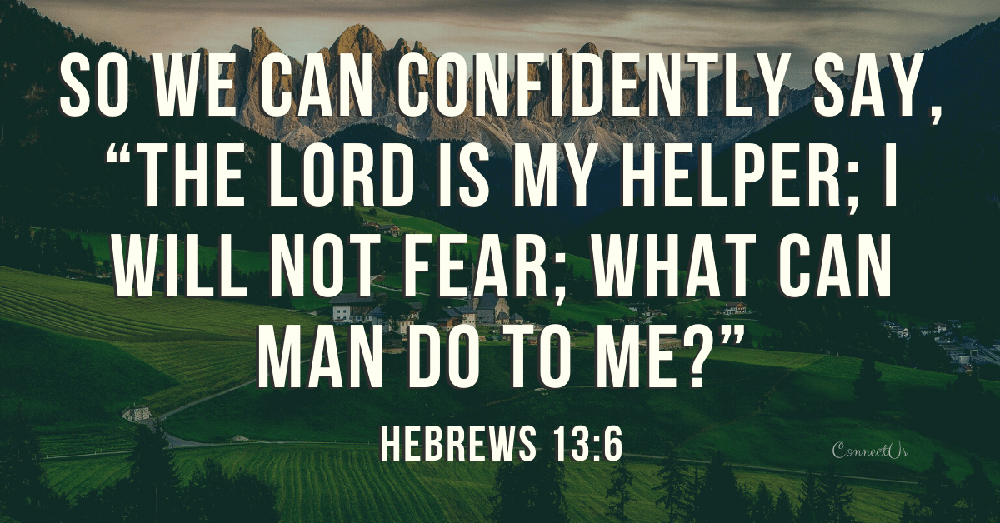 SO WE CAN CONFIDENTLY SAY,
“THE LORD IS MY HELPER; I
WILL NOT FEAR; WHAT CAN
MAN DO TO ME?”
HEBREWS 13:6
ConnectUs